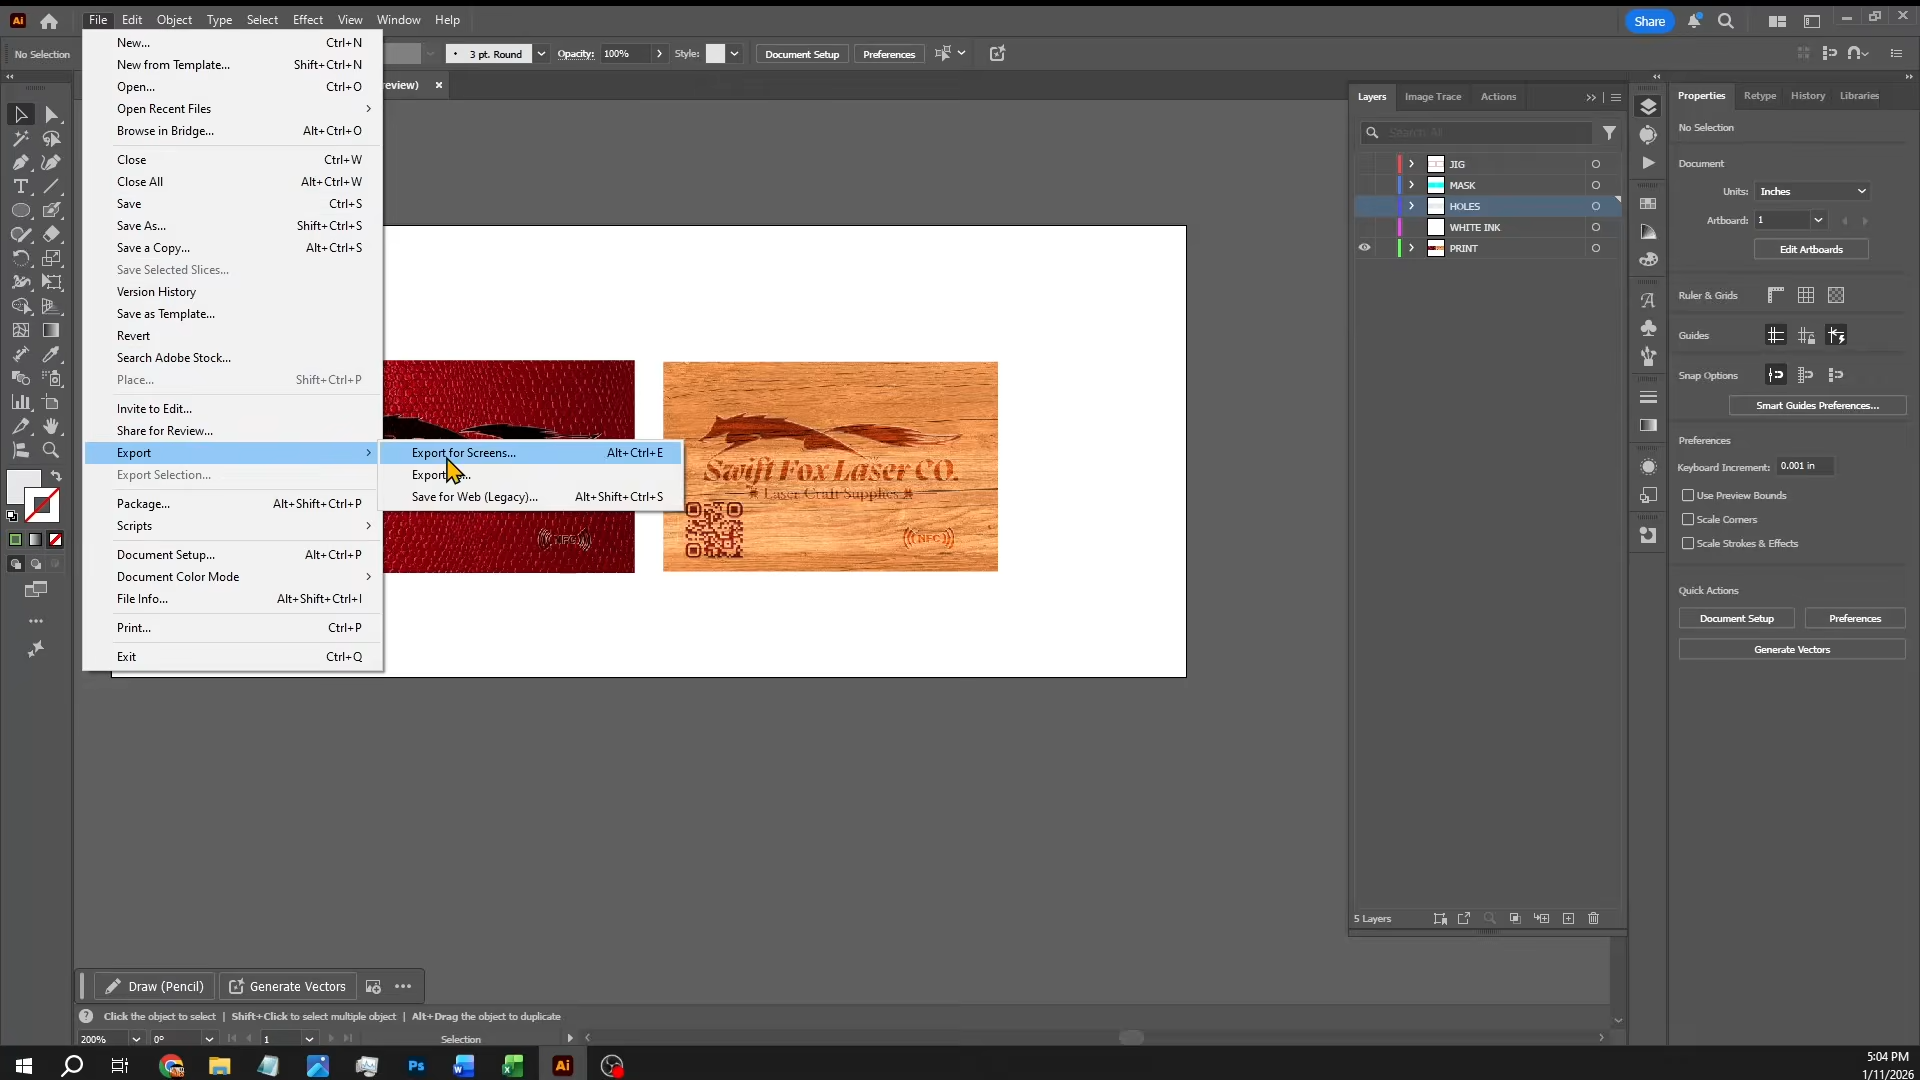 Ai File Edit Object Type Select Effect View Window Help Share
No Selection 3 pt. Round Opacity: 100% Style: Document Setup Preferences
New... Ctrl+N
New from Template... Shift+Ctrl+N
Open... Ctrl+O
Open Recent Files
Browse in Bridge... Alt+Ctrl+O
Close Ctrl+W
Close All Alt+Ctrl+W
Save Ctrl+S
Save As... Shift+Ctrl+S
Save a Copy... Alt+Ctrl+S
Save Selected Slices...
Version History
Save as Template...
Revert
Search Adobe Stock...
Place... Shift+Ctrl+P
Invite to Edit...
Share for Review...
Export
Export Selection...
Package... Alt+Shift+Ctrl+P
Scripts
Document Setup... Alt+Ctrl+P
Document Color Mode
File Info... Alt+Shift+Ctrl+I
Print... Ctrl+P
Exit Ctrl+Q
Export for Screens... Alt+Ctrl+E
Save for Web (Legacy)... Alt+Shift+Ctrl+S
Swift Fox Laser CO.
Laser Craft Supplies
NFC
NFC
Layers Image Trace Actions
Search All
JIG
MASK
HOLES
WHITE INK
PRINT
5 Layers
Properties Retype History Libraries
No Selection
Document
Units: Inches
Artboard: 1
Edit Artboards
Ruler & Grids
Guides
Snap Options
Smart Guides Preferences...
Preferences
Keyboard Increment: 0.001 in
Use Preview Bounds
Scale Corners
Scale Strokes & Effects
Quick Actions
Document Setup Preferences
Generate Vectors
Draw (Pencil) Generate Vectors
Click the object to select | Shift+Click to select multiple object | Alt+Drag the object to duplicate
200% 0° 1 Selection
Ps Ai
5:04 PM
1/11/2026